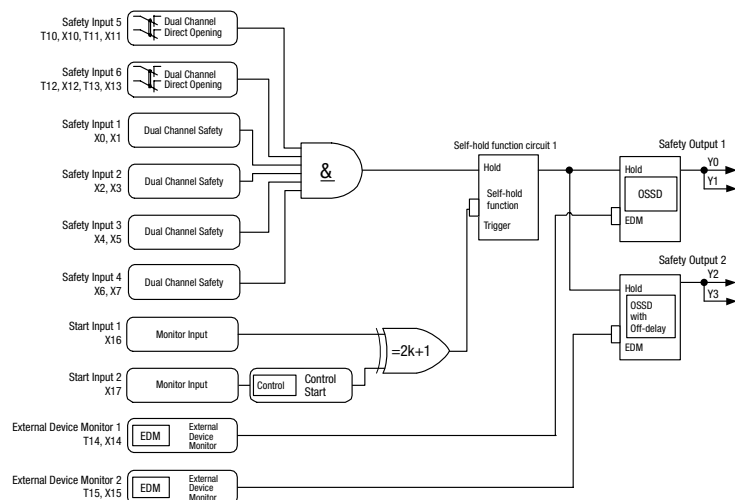 Safety Input 5
T10, X10, T11, X11
Dual Channel
Direct Opening
Safety Input 6
T12, X12, T13, X13
Dual Channel
Direct Opening
Safety Input 1
X0, X1
Dual Channel Safety
Safety Input 2
X2, X3
Dual Channel Safety
Safety Input 3
X4, X5
Dual Channel Safety
Safety Input 4
X6, X7
Dual Channel Safety
&
Self-hold function circuit 1
Hold
Self-hold
function
Trigger
Safety Output 1
Hold
OSSD
EDM
Y0
Y1
Safety Output 2
Hold
OSSD
with
Off-delay
EDM
Y2
Y3
Start Input 1
X16
Monitor Input
=2k+1
Start Input 2
X17
Monitor Input
Control
Control
Start
External Device Monitor 1
T14, X14
EDM
External
Device
Monitor
External Device Monitor 2
T15, X15
EDM
External
Device
Monitor